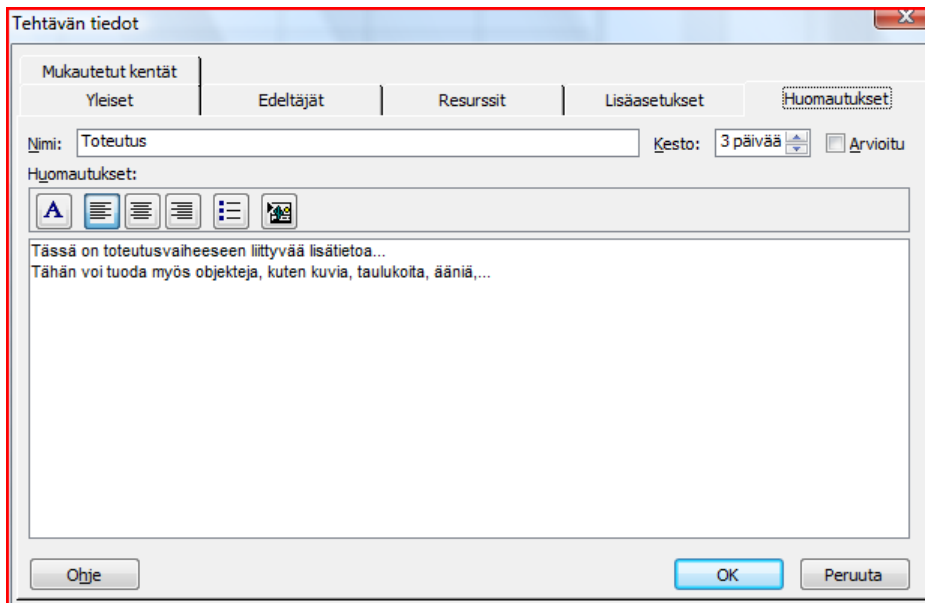 Tehtävän tiedot
X
Mukautetut kentät
Yleiset Edeltäjät Resurssit Lisäasetukset Huomautukset
Nimi: Toteutus Kesto: 3 päivää Arvioitu
Huomautukset:
A
Tässä on toteutusvaiheeseen liittyvää lisätietoa...
Tähän voi tuoda myös objekteja, kuten kuvia, taulukoita, ääniä,...
Ohje OK Peruuta